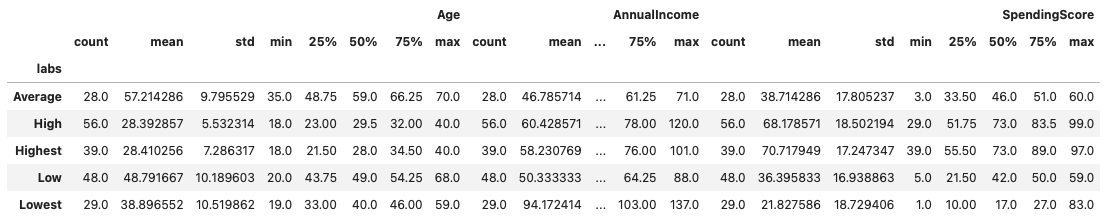 Age AnnualIncome SpendingScore
count mean std min 25% 50% 75% max count mean ... 75% max count mean std min 25% 50% 75% max
labs
Average 28.0 57.214286 9.795529 35.0 48.75 59.0 66.25 70.0 28.0 46.785714 ... 61.25 71.0 28.0 38.714286 17.805237 3.0 33.50 46.0 51.0 60.0
High 56.0 28.392857 5.532314 18.0 23.00 29.5 32.00 40.0 56.0 60.428571 ... 78.00 120.0 56.0 68.178571 18.502194 29.0 51.75 73.0 83.5 99.0
Highest 39.0 28.410256 7.286317 18.0 21.50 28.0 34.50 40.0 39.0 58.230769 ... 76.00 101.0 39.0 70.717949 17.247347 39.0 55.50 73.0 89.0 97.0
Low 48.0 48.791667 10.189603 20.0 43.75 49.0 54.25 68.0 48.0 50.333333 ... 64.25 88.0 48.0 36.395833 16.938863 5.0 21.50 42.0 50.0 59.0
Lowest 29.0 38.896552 10.519862 19.0 33.00 40.0 46.00 59.0 29.0 94.172414 ... 103.00 137.0 29.0 21.827586 18.729406 1.0 10.00 17.0 27.0 83.0